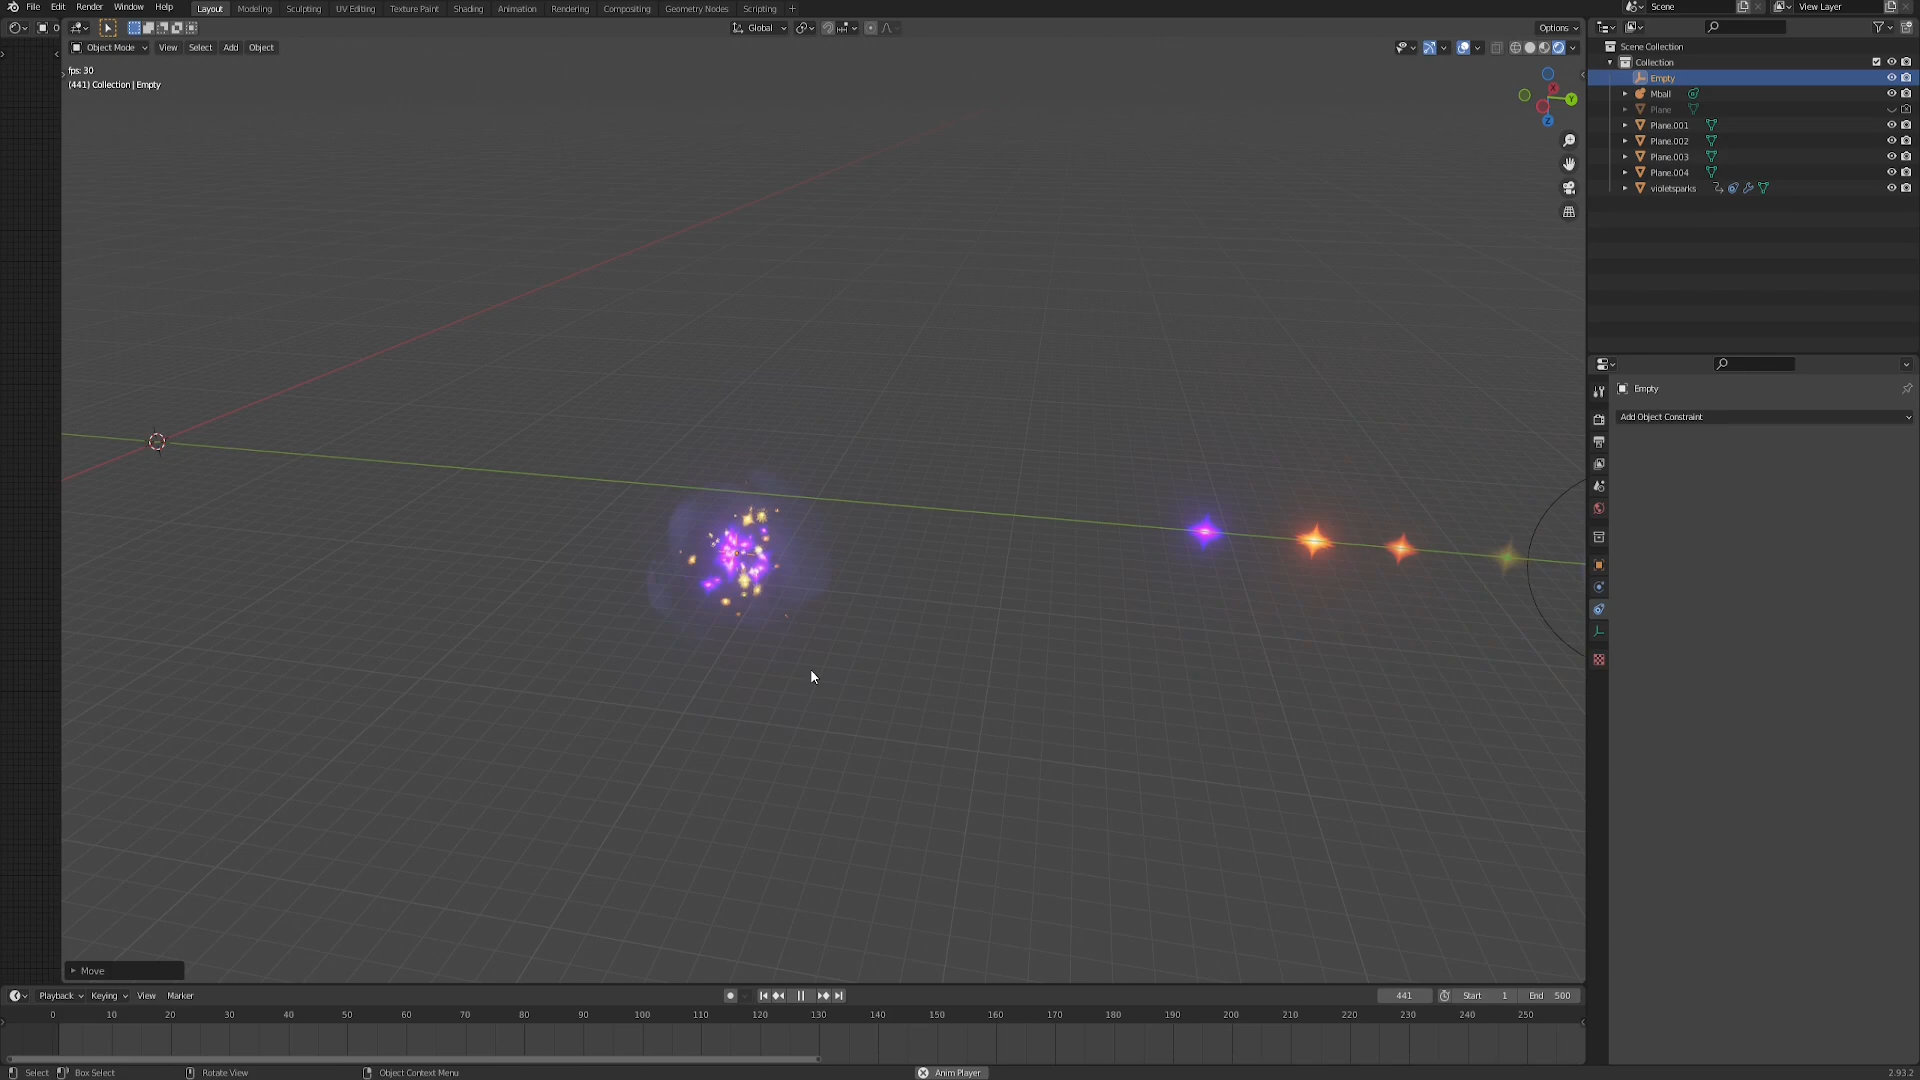 File Edit Render Window Help Layout Modeling Sculpting UV Editing Texture Paint Shading Animation Rendering Compositing Geometry Nodes Scripting + Scene View Layer
Global Options
Object Mode View Select Add Object
fps: 30
(441) Collection | Empty
X
Y
Z
Scene Collection
Collection
Empty
Mball
Plane
Plane.001
Plane.002
Plane.003
Plane.004
violetsparks
Empty
Add Object Constraint
Move
Playback Keying View Marker 441 Start 1 End 500
0 10 20 30 40 50 60 70 80 90 100 110 120 130 140 150 160 170 180 190 200 210 220 230 240 250
Select Box Select Rotate View Object Context Menu Anim Player 2.93.2